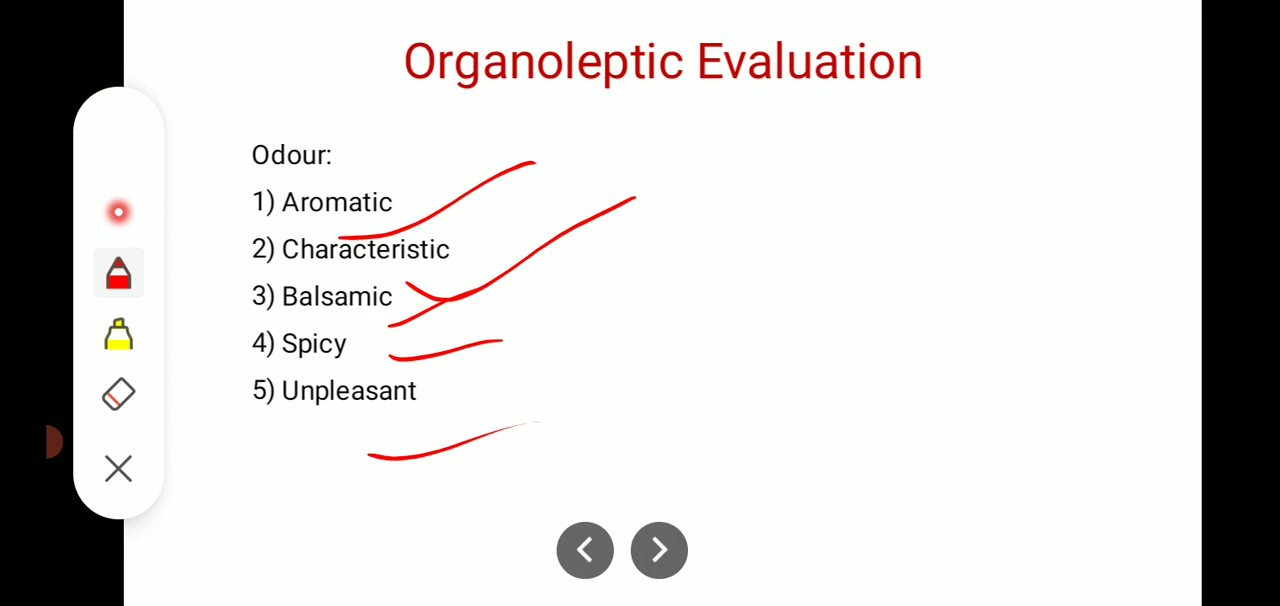 Organoleptic Evaluation
Odour:
1) Aromatic
2) Characteristic
3) Balsamic
4) Spicy
5) Unpleasant